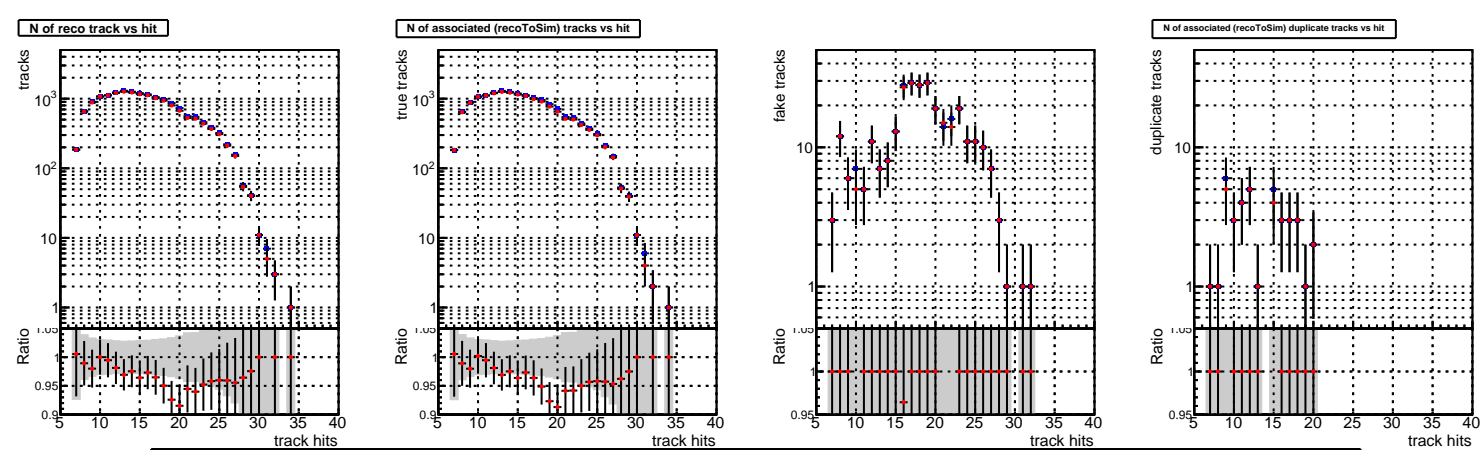 N of reco track vs hit
tracks
10³
10²
10
1
1.05
Ratio
1
0.95
0.9
5 10 15 20 25 30 35 40
track hits
N of associated (recoToSim) tracks vs hit
true tracks
10³
10²
10
1
1.05
Ratio
1
0.95
0.9
5 10 15 20 25 30 35 40
track hits
fake tracks
10
1
1.05
Ratio
1
0.95
5 10 15 20 25 30 35 40
track hits
N of associated (recoToSim) duplicate tracks vs hit
duplicate tracks
10
1
1.05
Ratio
1
0.95
5 10 15 20 25 30 35 40
track hits